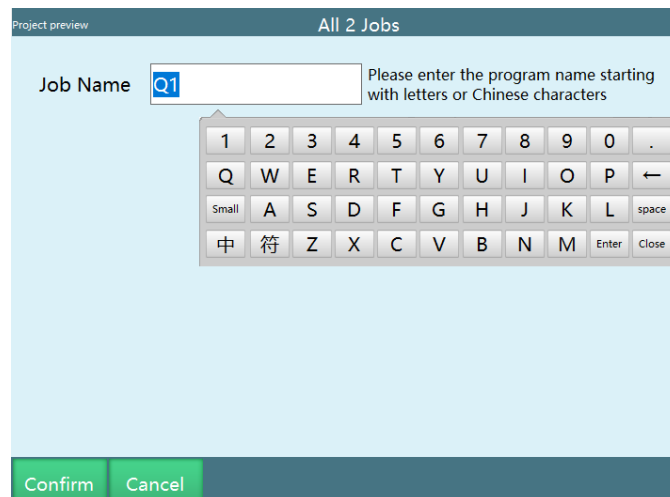 Project preview
All 2 Jobs
Job Name
Q1
Please enter the program name starting
with letters or Chinese characters
1 2 3 4 5 6 7 8 9 0 .
Q W E R T Y U I O P ←
Small A S D F G H J K L space
中 符 Z X C V B N M Enter Close
Confirm Cancel